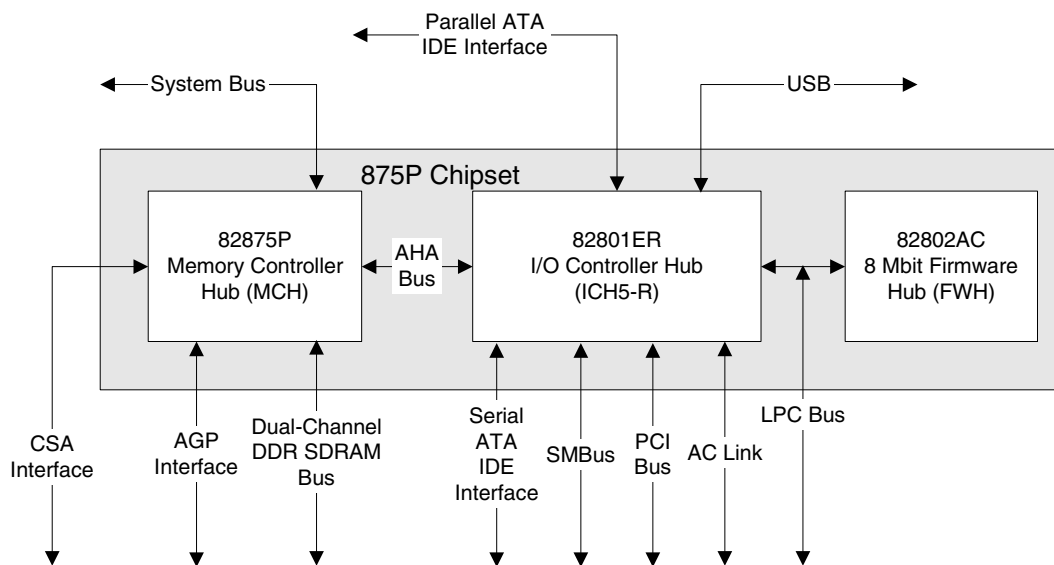 Parallel ATA
IDE Interface
System Bus
USB
875P Chipset
82875P
Memory Controller
Hub (MCH)
AHA
Bus
82801ER
I/O Controller Hub
(ICH5-R)
82802AC
8 Mbit Firmware
Hub (FWH)
CSA
Interface
AGP
Interface
Dual-Channel
DDR SDRAM
Bus
Serial
ATA
IDE
Interface
SMBus
PCI
Bus
AC Link
LPC Bus